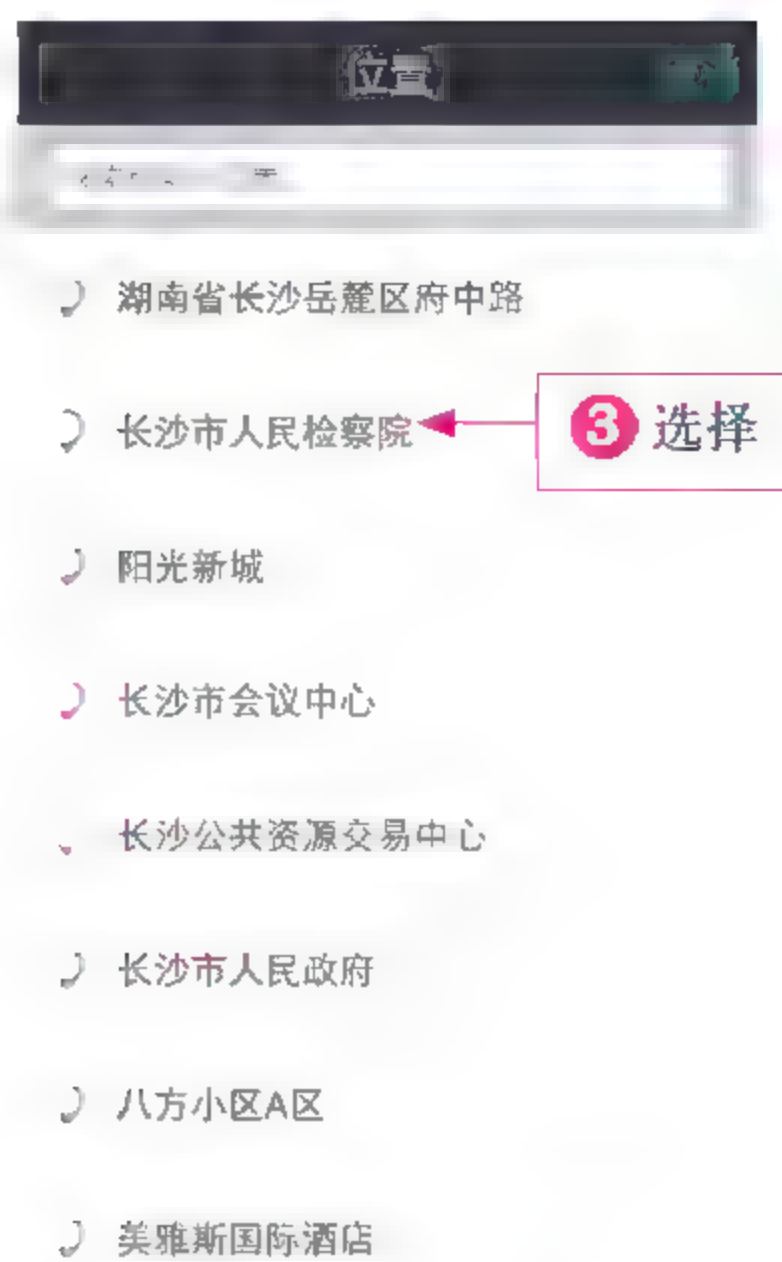 位置
湖南省长沙岳麓区府中路
长沙市人民检察院
3 选择
阳光新城
长沙市会议中心
长沙公共资源交易中心
长沙市人民政府
八方小区A区
美雅斯国际酒店